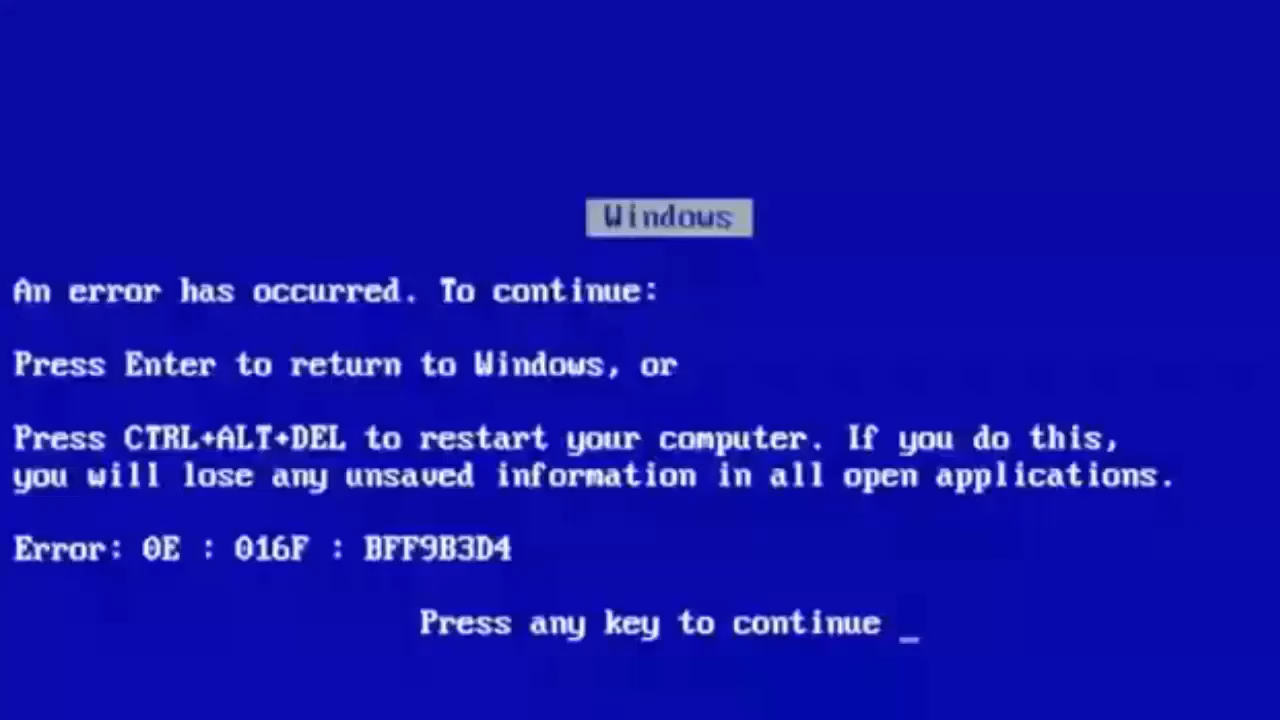 Windows
An error has occurred. To continue:
Press Enter to return to Windows, or
Press CTRL+ALT+DEL to restart your computer. If you do this,
you will lose any unsaved information in all open applications.
Error: 0E : 016F : BFF9B3D4
Press any key to continue _